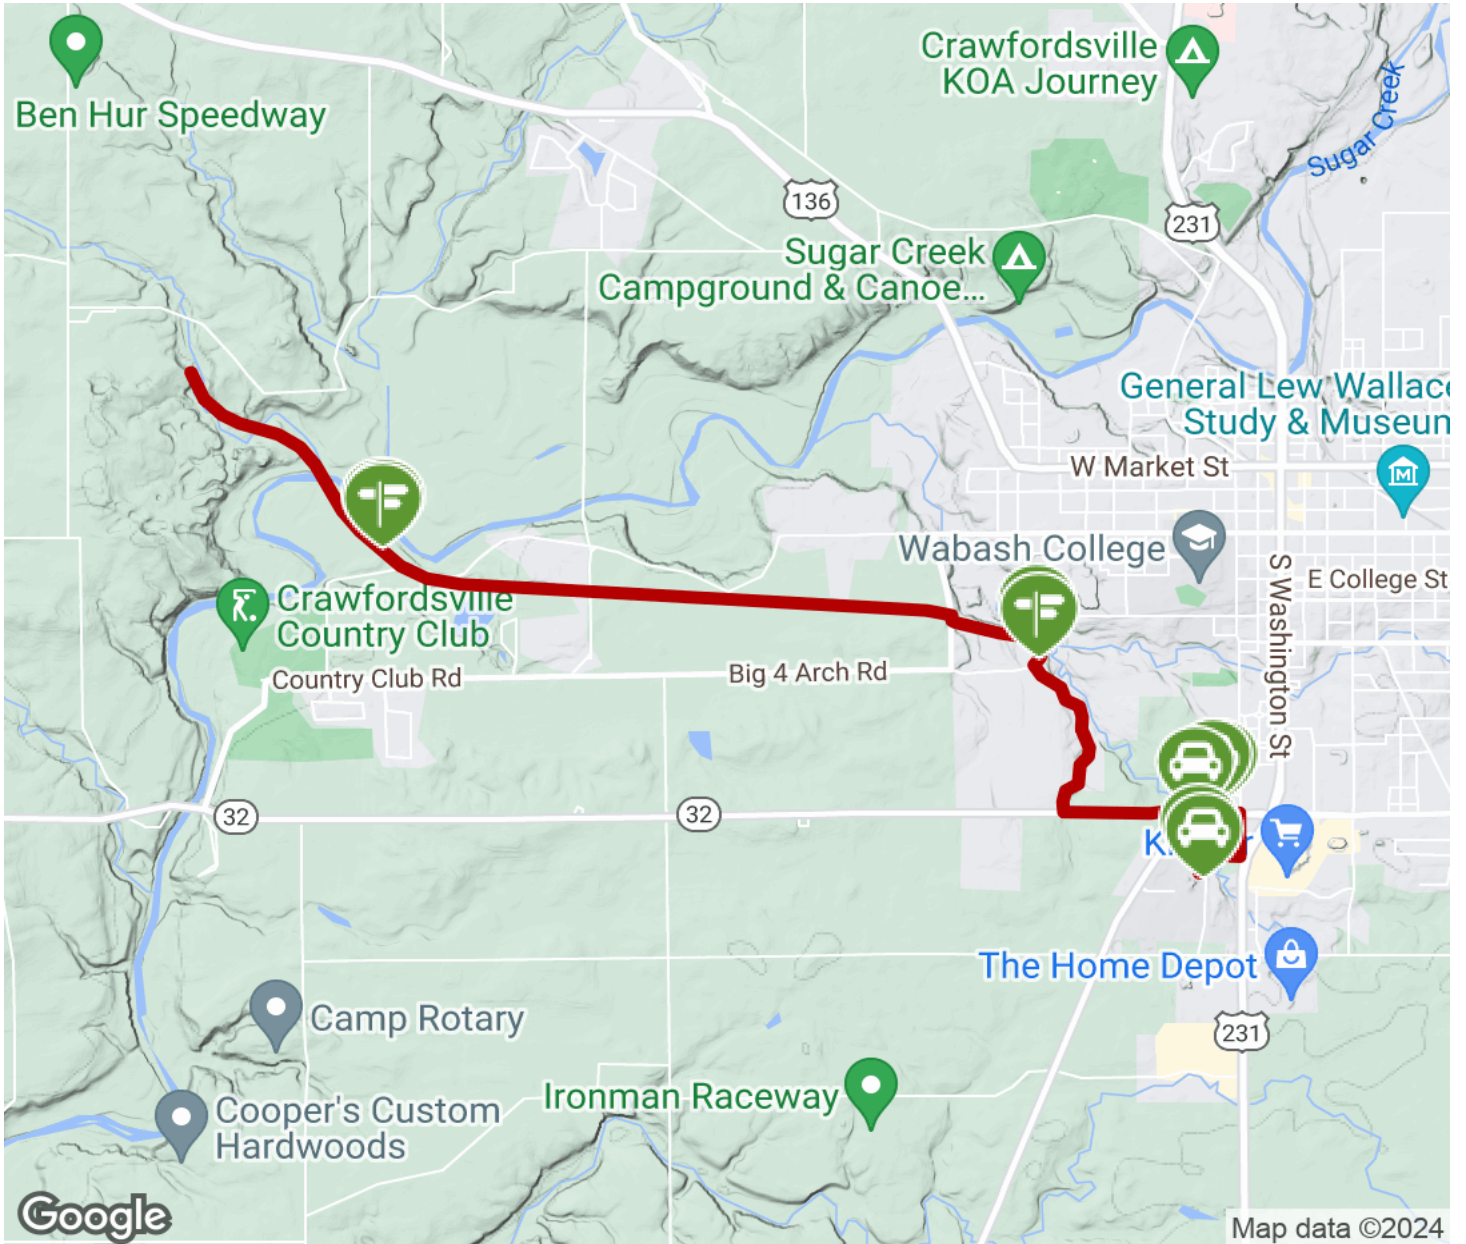 Crawfordsville
KOA Journey
Ben Hur Speedway
Sugar Creek
136
231
Sugar Creek
Campground & Canoe...
General Lew Wallace
Study & Museum
W Market St
Wabash College
S Washington St
E College St
Crawfordsville
Country Club
Country Club Rd
Big 4 Arch Rd
32
32
The Home Depot
Camp Rotary
231
Ironman Raceway
Cooper's Custom
Hardwoods
Google
Map data ©2024